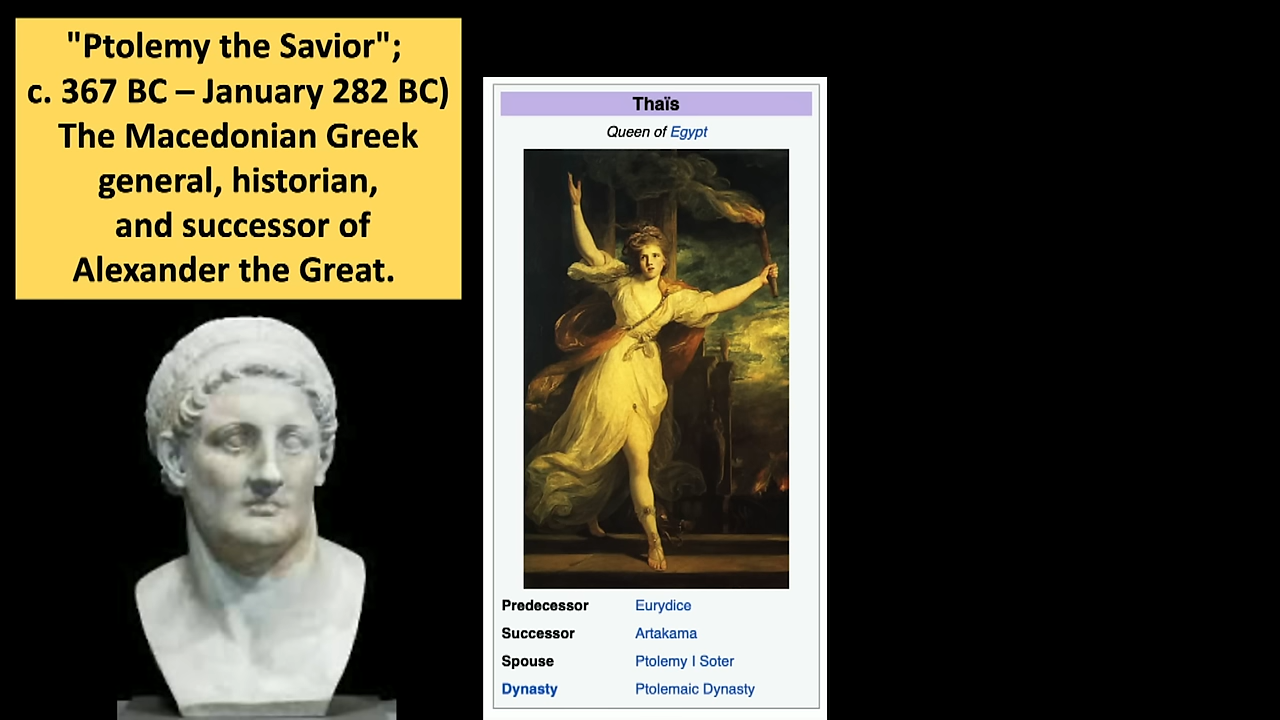 "Ptolemy the Savior";
c. 367 BC – January 282 BC)
The Macedonian Greek
general, historian,
and successor of
Alexander the Great.
Thaïs
Queen of Egypt
Predecessor Eurydice
Successor Artakama
Spouse Ptolemy I Soter
Dynasty Ptolemaic Dynasty